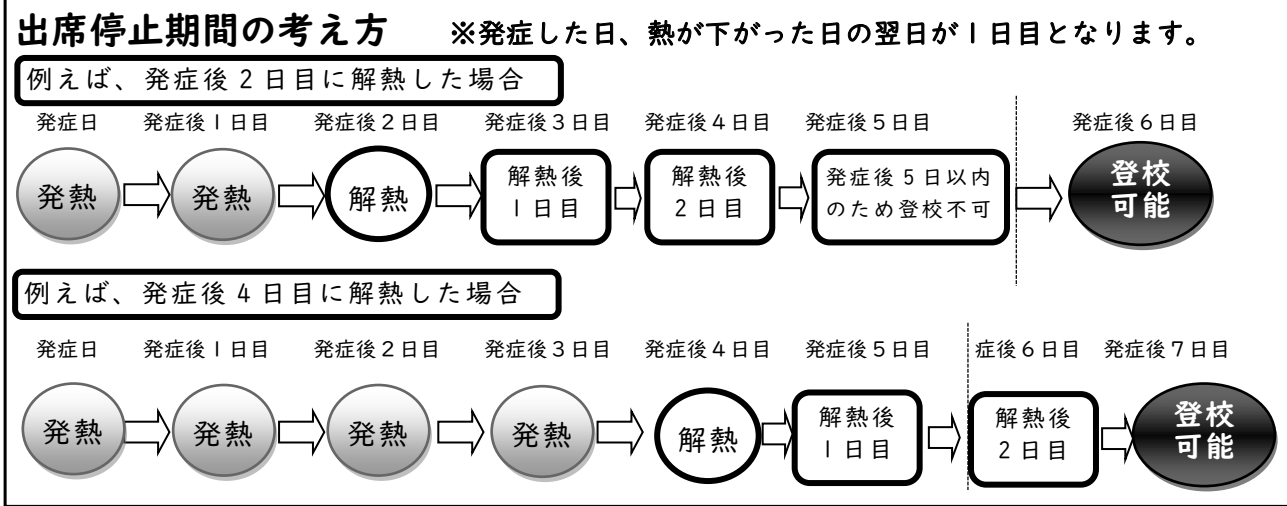 出席停止期間の考え方 ※発症した日、熱が下がった日の翌日が1日目となります。
例えば、発症後2日目に解熱した場合
発症日 発症後1日目 発症後2日目 発症後3日目 発症後4日目 発症後5日目 発症後6日目
発熱 発熱 解熱 解熱後 解熱後 発症後5日以内 登校
1日目 2日目 のため登校不可 可能
例えば、発症後4日目に解熱した場合
発症日 発症後1日目 発症後2日目 発症後3日目 発症後4日目 発症後5日目 症後6日目 発症後7日目
発熱 発熱 発熱 発熱 解熱 解熱後 解熱後 登校
1日目 2日目 可能